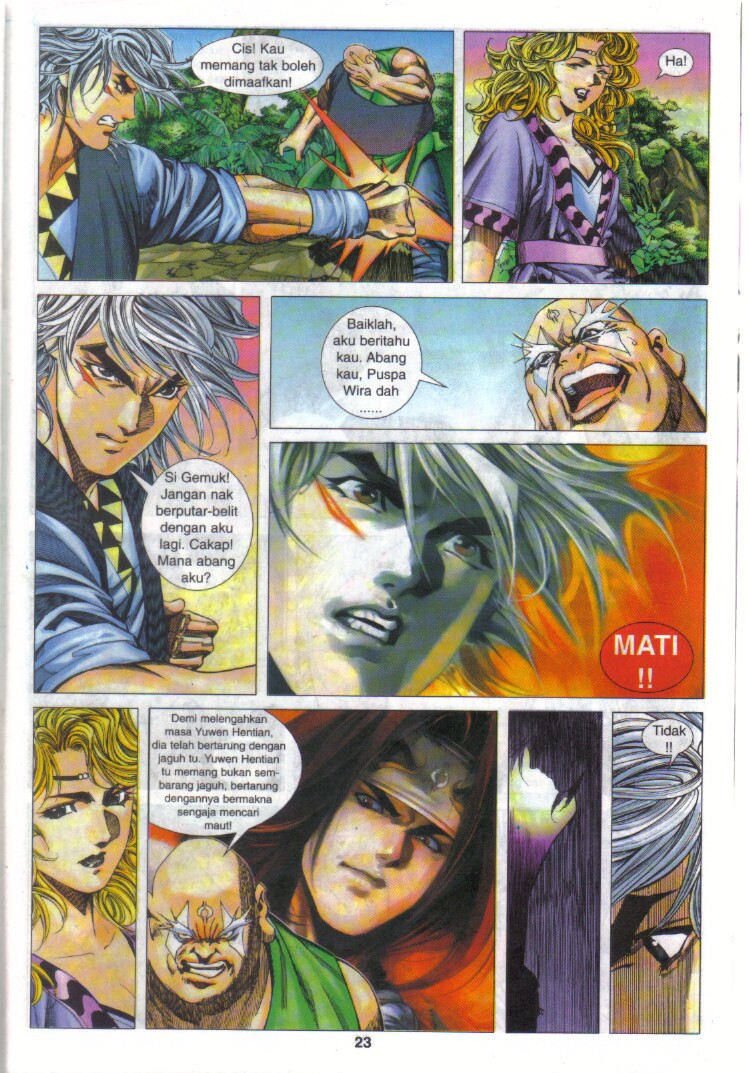 Cis! Kau
memang tak boleh
dimaafkan!
Ha!
Si Gemuk!
Jangan nak
berputar-belit
dengan aku
lagi. Cakap!
Mana abang
aku?
Baiklah,
aku beritahu
kau. Abang
kau, Puspa
Wira dah
......
MATI
!!
Demi melengahkan
masa Yuwen Hentian,
dia telah bertarung dengan
jaguh tu. Yuwen Hentian
tu memang bukan sem-
barang jaguh, bertarung
dengannya bermakna
sengaja mencari
maut!
Tidak
!!
23